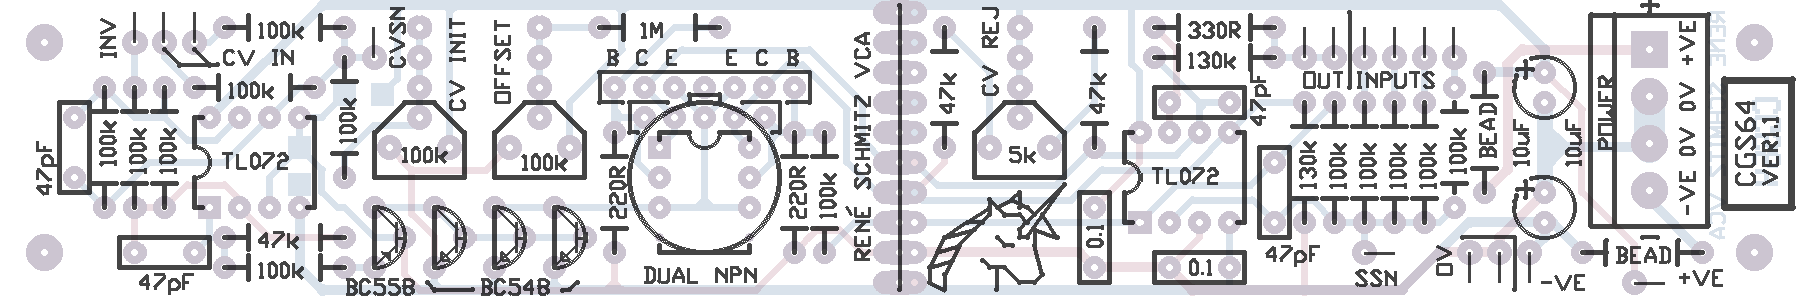 INV
100k
CV IN
100k
CVSN
CV INIT
OFFSET
1M
B C E E C B
RENÉ SCHMITZ VCA
47k
CV REJ
47k
330R
130k
47pF
OUT INPUTS
BEAD
10uF
10uF
POWER
-VE 0V 0V +VE
CGS64
VER1.1
47pF
100k
100k
100k
TL072
100k
100k
100k
220R
220R
100k
5k
TL072
130k
100k
100k
100k
100k
100k
47pF
47k
100k
BC558
BC548
DUAL NPN
0.1
0.1
47pF
SSN
0V
-VE
BEAD
+VE
RENE SCHMITZ VCA